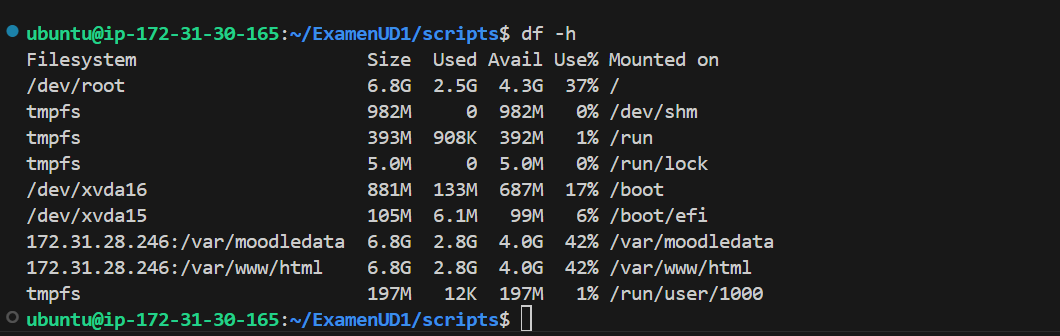 ubuntu@ip-172-31-30-165:~/ExamenUD1/scripts$ df -h
Filesystem                   Size  Used Avail Use% Mounted on
/dev/root                    6.8G  2.5G  4.3G  37% /
tmpfs                        982M     0  982M   0% /dev/shm
tmpfs                        393M  908K  392M   1% /run
tmpfs                        5.0M     0  5.0M   0% /run/lock
/dev/xvda16                  881M  133M  687M  17% /boot
/dev/xvda15                  105M  6.1M   99M   6% /boot/efi
172.31.28.246:/var/moodledata  6.8G  2.8G  4.0G  42% /var/moodledata
172.31.28.246:/var/www/html  6.8G  2.8G  4.0G  42% /var/www/html
tmpfs                        197M   12K  197M   1% /run/user/1000
ubuntu@ip-172-31-30-165:~/ExamenUD1/scripts$